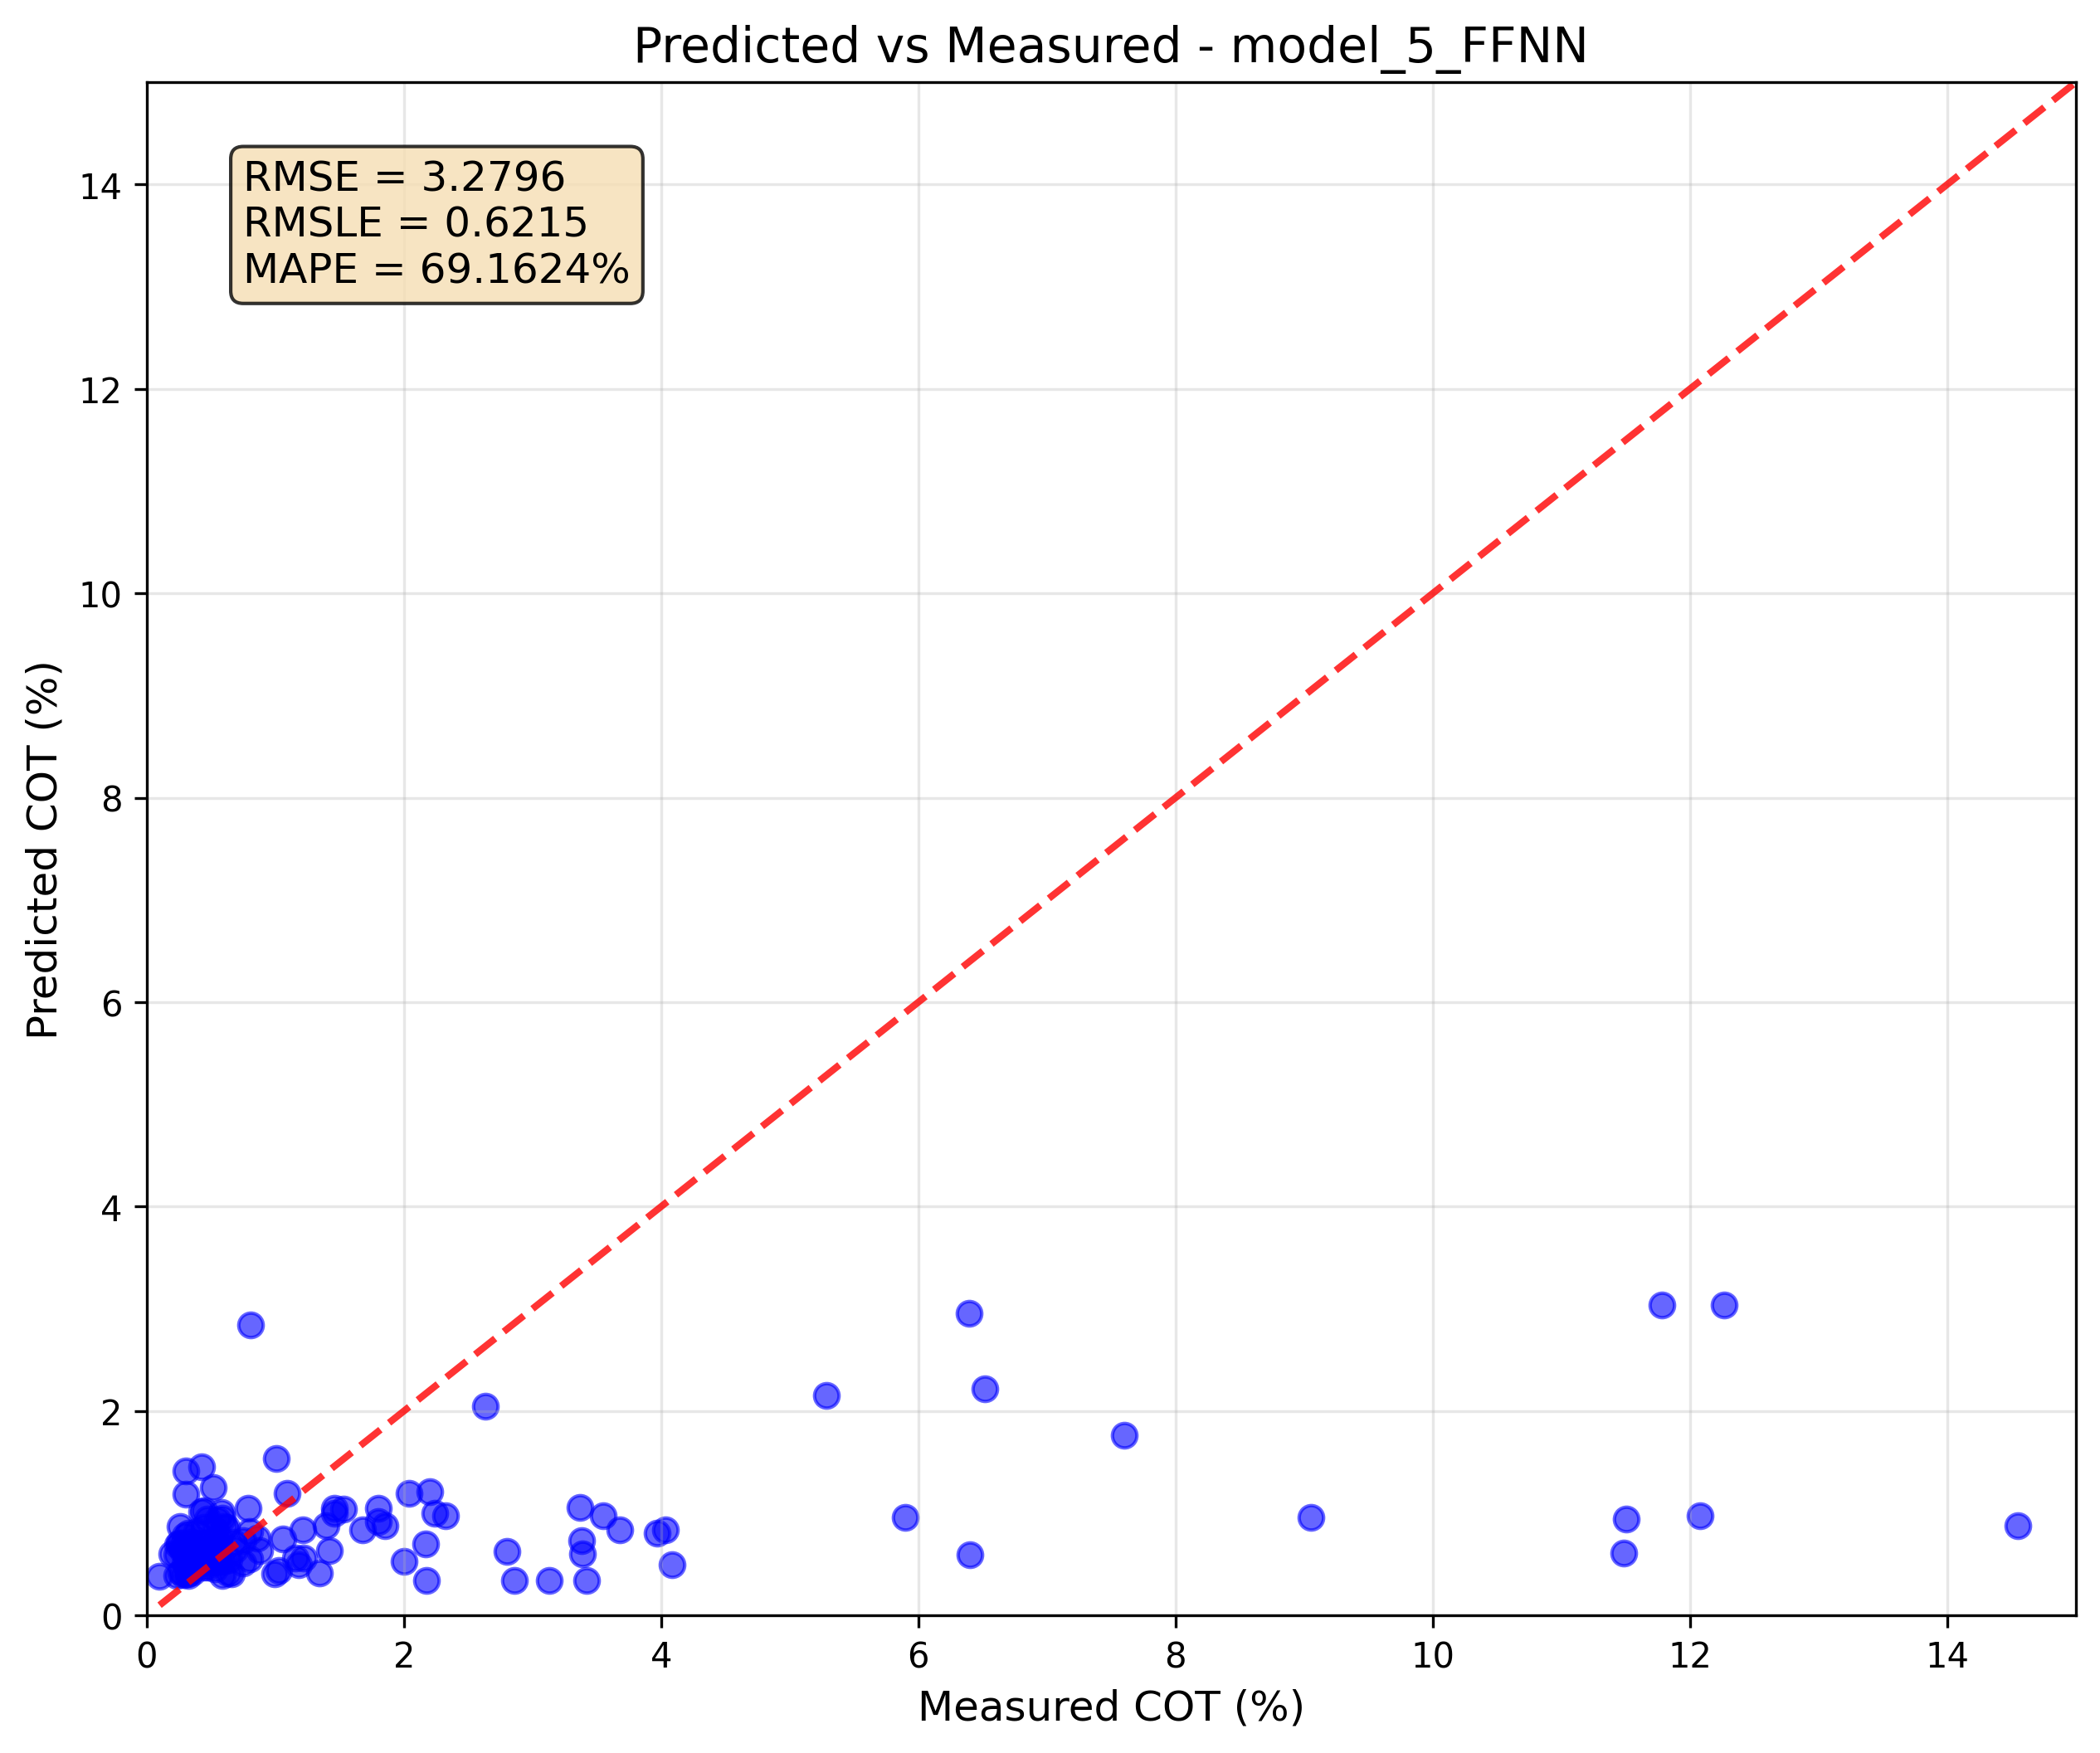 Predicted vs Measured - model_5_FFNN
RMSE = 3.2796
RMSLE = 0.6215
MAPE = 69.1624%
Predicted COT (%)
14
12
10
8
6
4
2
0
0 2 4 6 8 10 12 14
Measured COT (%)